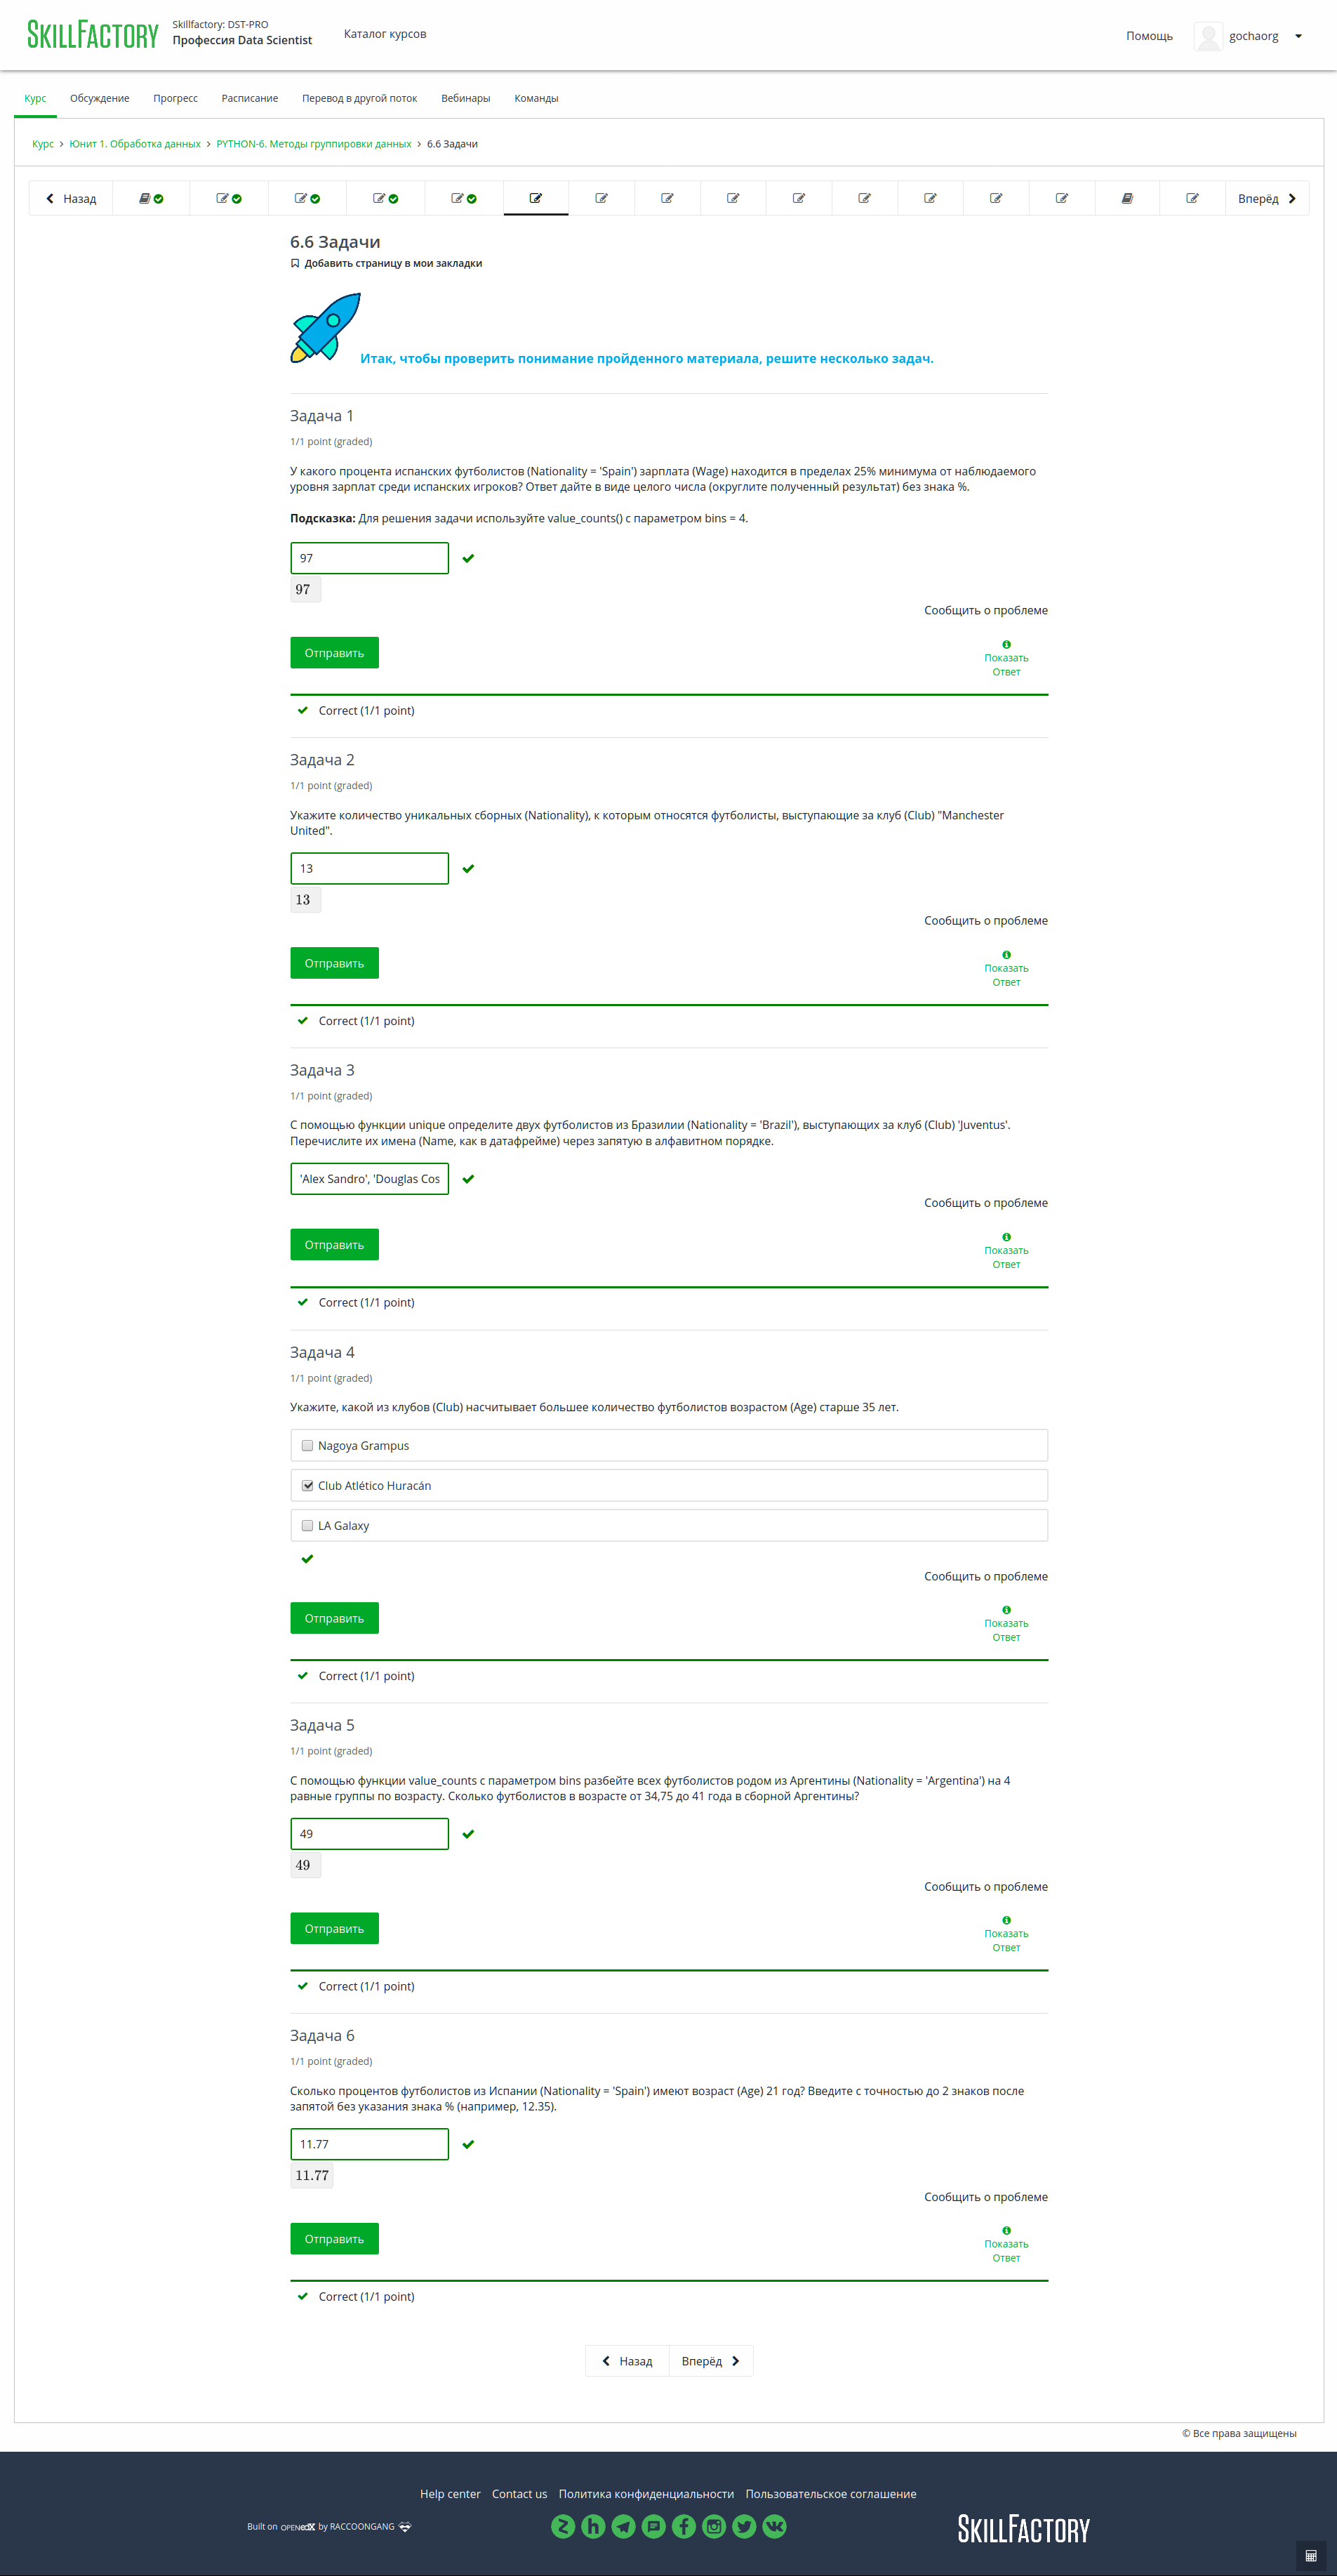 SKILLFACTORY
Skillfactory: DST-PRO
Профессия Data Scientist
Каталог курсов
Помощь
gochaorg
Курс
Обсуждение
Прогресс
Расписание
Перевод в другой поток
Вебинары
Команды
Курс > Юнит 1. Обработка данных > PYTHON-6. Методы группировки данных > 6.6 Задачи
Назад
Вперёд
6.6 Задачи
Добавить страницу в мои закладки
Итак, чтобы проверить понимание пройденного материала, решите несколько задач.
Задача 1
1/1 point (graded)
У какого процента испанских футболистов (Nationality = 'Spain') зарплата (Wage) находится в пределах 25% минимума от наблюдаемого
уровня зарплат среди испанских игроков? Ответ дайте в виде целого числа (округлите полученный результат) без знака %.
Подсказка: Для решения задачи используйте value_counts() с параметром bins = 4.
97
97
Сообщить о проблеме
Отправить
Показать
Ответ
Correct (1/1 point)
Задача 2
1/1 point (graded)
Укажите количество уникальных сборных (Nationality), к которым относятся футболисты, выступающие за клуб (Club) "Manchester
United".
13
13
Сообщить о проблеме
Отправить
Показать
Ответ
Correct (1/1 point)
Задача 3
1/1 point (graded)
С помощью функции unique определите двух футболистов из Бразилии (Nationality = 'Brazil'), выступающих за клуб (Club) 'Juventus'.
Перечислите их имена (Name, как в датафрейме) через запятую в алфавитном порядке.
'Alex Sandro', 'Douglas Cos
Сообщить о проблеме
Отправить
Показать
Ответ
Correct (1/1 point)
Задача 4
1/1 point (graded)
Укажите, какой из клубов (Club) насчитывает большее количество футболистов возрастом (Age) старше 35 лет.
Nagoya Grampus
Club Atlético Huracán
LA Galaxy
Сообщить о проблеме
Отправить
Показать
Ответ
Correct (1/1 point)
Задача 5
1/1 point (graded)
С помощью функции value_counts с параметром bins разбейте всех футболистов родом из Аргентины (Nationality = 'Argentina') на 4
равные группы по возрасту. Сколько футболистов в возрасте от 34,75 до 41 года в сборной Аргентины?
49
49
Сообщить о проблеме
Отправить
Показать
Ответ
Correct (1/1 point)
Задача 6
1/1 point (graded)
Сколько процентов футболистов из Испании (Nationality = 'Spain') имеют возраст (Age) 21 год? Введите с точностью до 2 знаков после
запятой без указания знака % (например, 12.35).
11.77
11.77
Сообщить о проблеме
Отправить
Показать
Ответ
Correct (1/1 point)
Назад
Вперёд
© Все права защищены
Help center
Contact us
Политика конфиденциальности
Пользовательское соглашение
Built on OPEN edX by RACCOONGANG
SKILLFACTORY